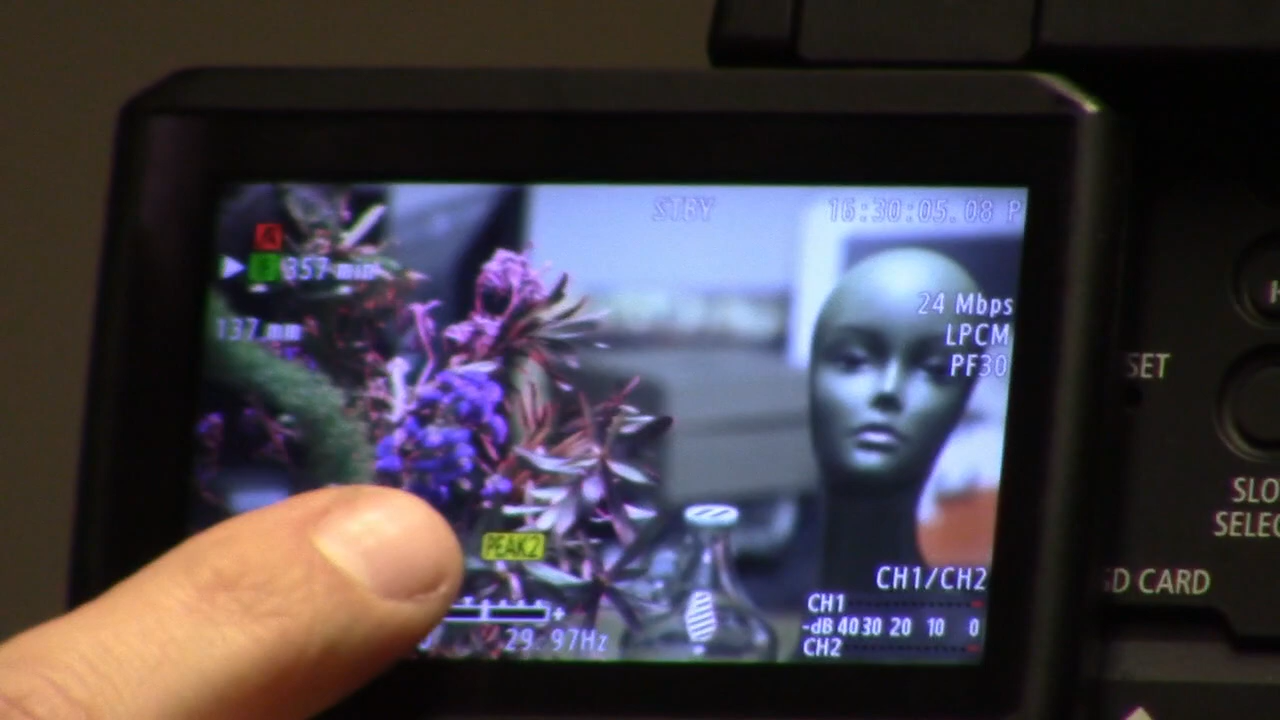 STBY
16:30:05.08 P
A
357 min
137 mm
24 Mbps
LPCM
PF30
PEAK2
29.97Hz
CH1/CH2
CH1
-dB 40 30 20 10 0
CH2
SET
SLO
SELEC
SD CARD